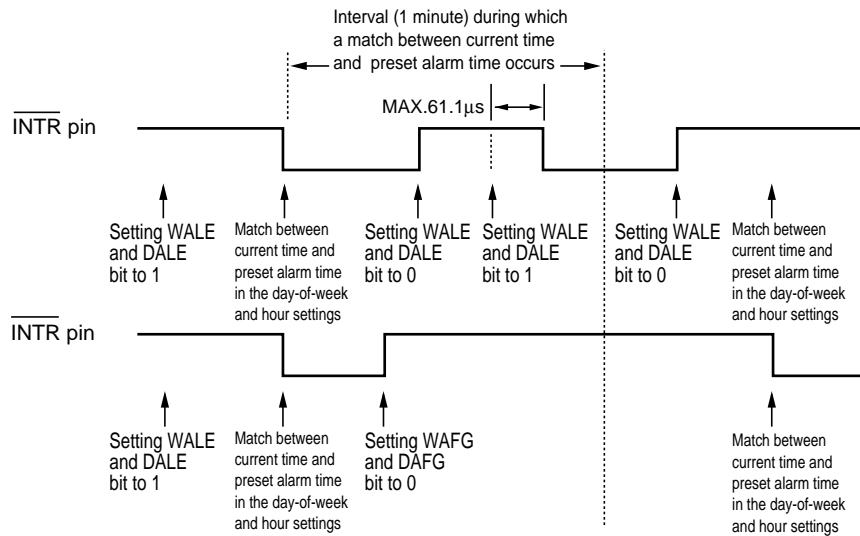 Interval (1 minute) during which
a match between current time
and preset alarm time occurs
MAX.61.1μs
INTR pin
Setting WALE
and DALE
bit to 1
Match between
current time and
preset alarm time
in the day-of-week
and hour settings
Setting WALE
and DALE
bit to 0
Setting WALE
and DALE
bit to 1
Setting WALE
and DALE
bit to 0
Match between
current time and
preset alarm time
in the day-of-week
and hour settings
INTR pin
Setting WALE
and DALE
bit to 1
Match between
current time and
preset alarm time
in the day-of-week
and hour settings
Setting WAFG
and DAFG
bit to 0
Match between
current time and
preset alarm time
in the day-of-week
and hour settings